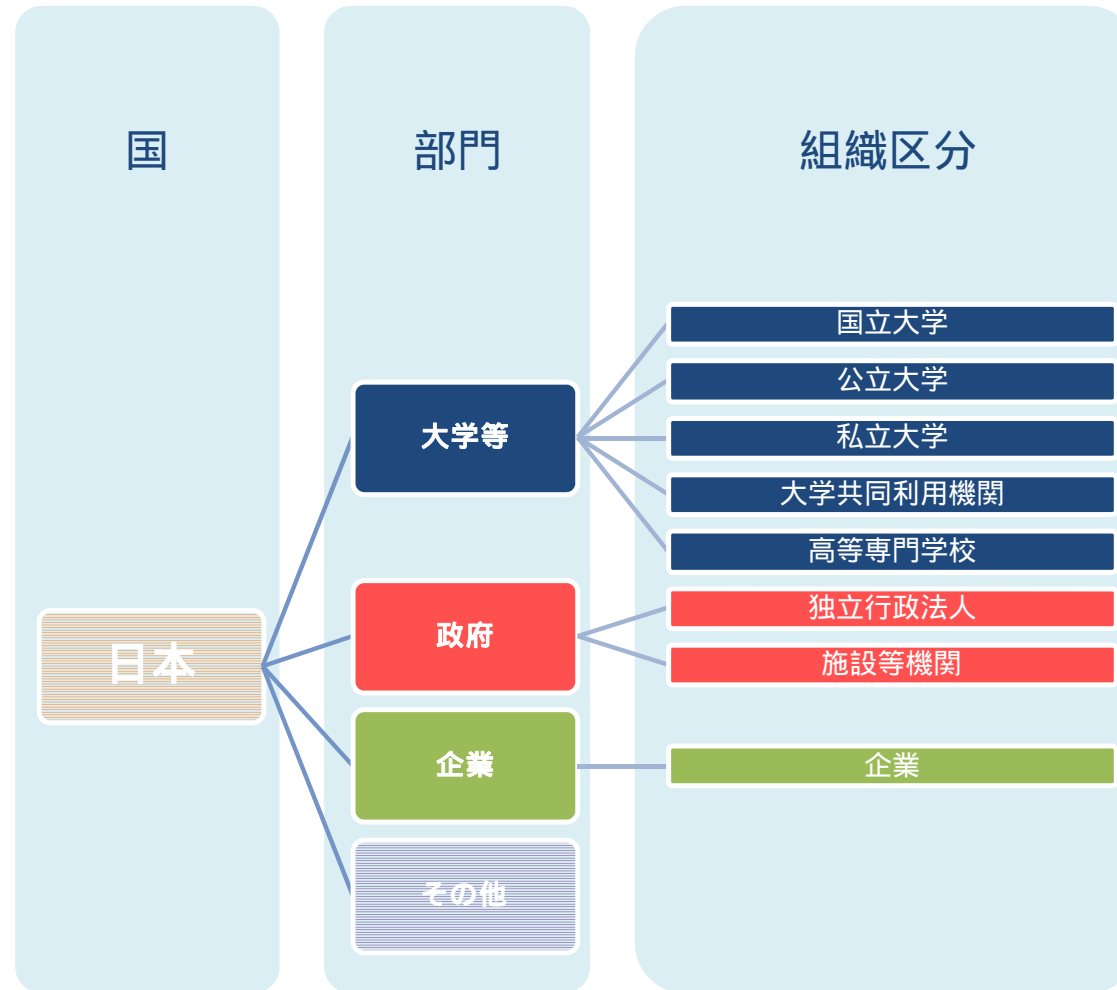 国
部門
組織区分
日本
大学等
国立大学
公立大学
私立大学
大学共同利用機関
高等専門学校
政府
独立行政法人
施設等機関
企業
企業
その他